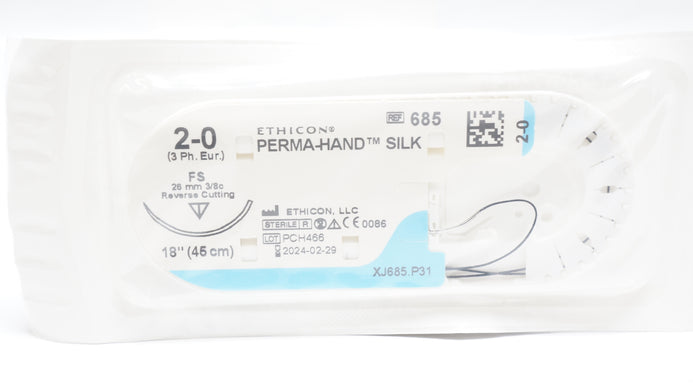 2-0
(3 Ph. Eur.)
FS
26 mm 3/8c
Reverse Cutting
18" (45 cm)
ETHICON®
PERMA-HAND™ SILK
REF 685
2-0
ETHICON, LLC
STERILE R CE 0086
LOT PCH466
2024-02-29
XJ685.P31